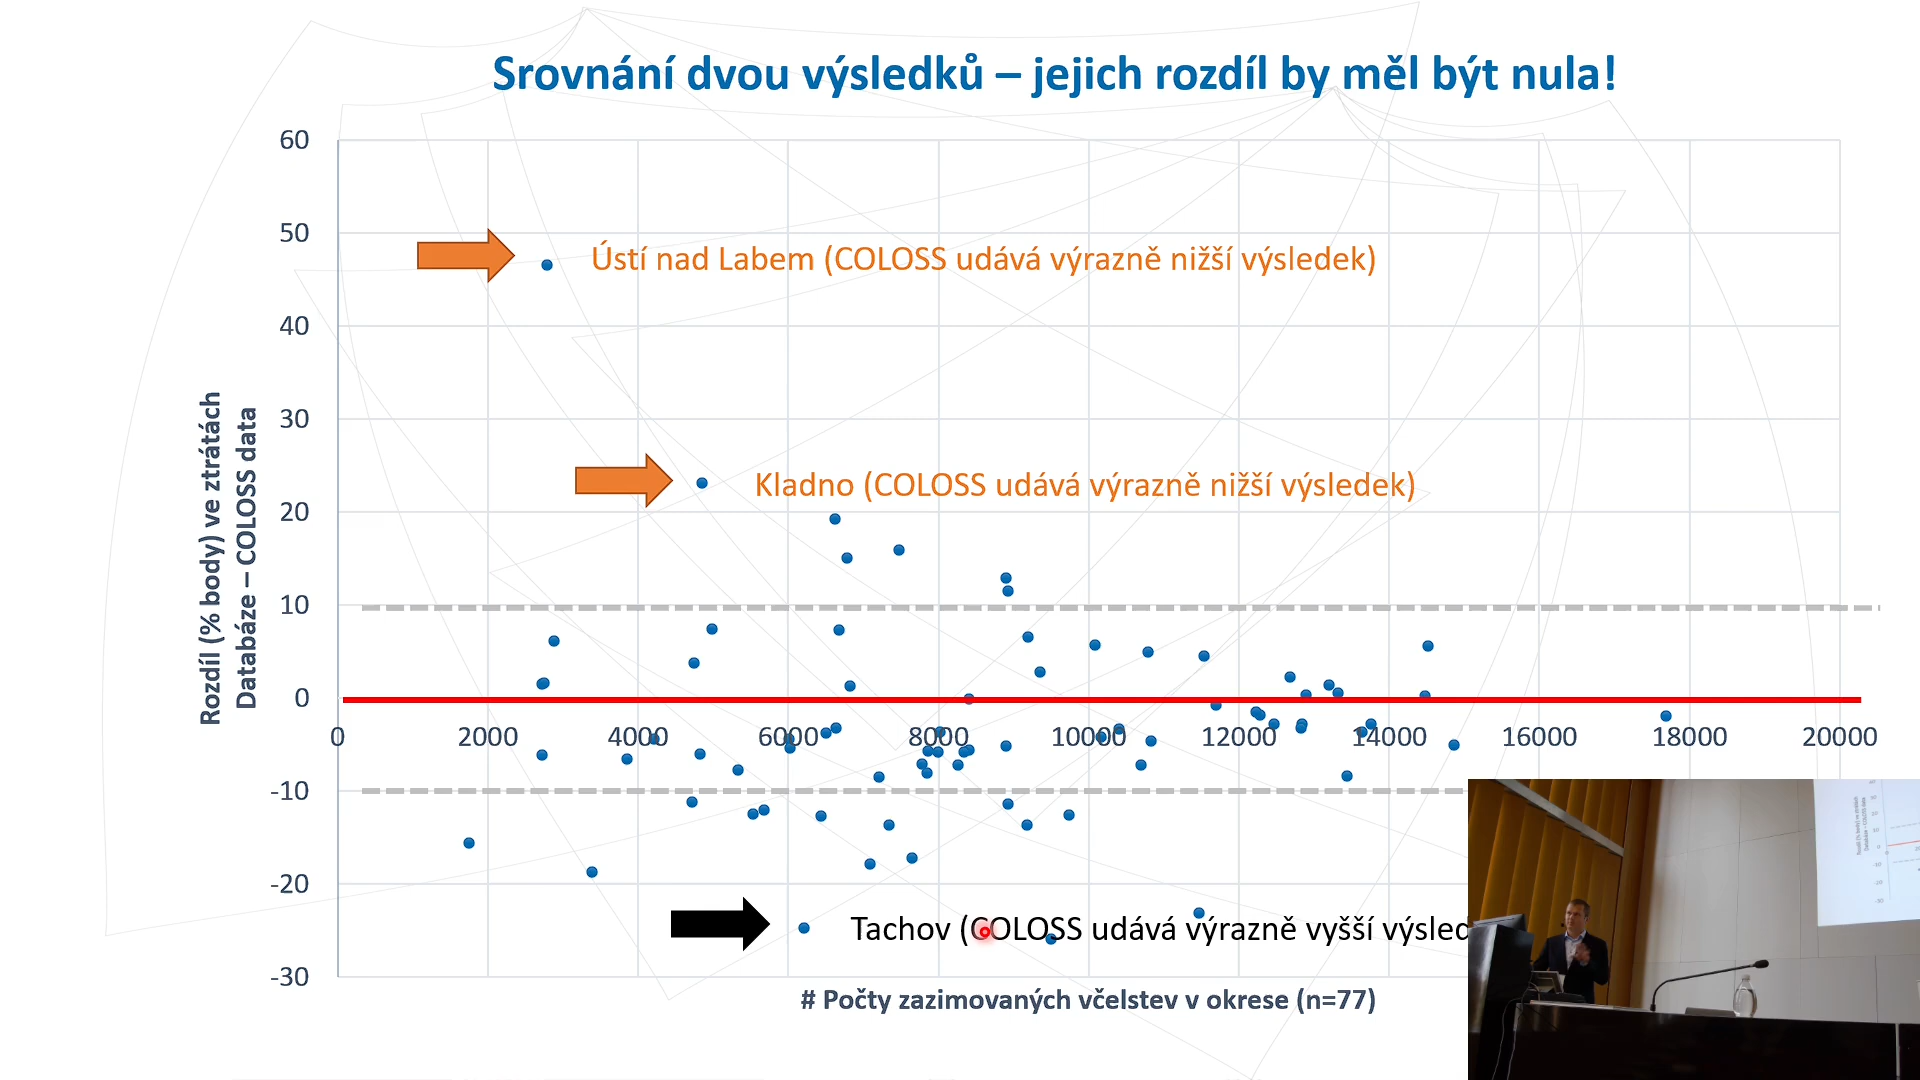 Srovnání dvou výsledků – jejich rozdíl by měl být nula!
60
50
40
30
20
10
0
-10
-20
-30
Rozdíl (% body) ve ztrátách
Databáze – COLOSS data
Ústí nad Labem (COLOSS udává výrazně nižší výsledek)
Kladno (COLOSS udává výrazně nižší výsledek)
0 2000 4000 6000 8000 10000 12000 14000 16000 18000 20000
Tachov (COLOSS udává výrazně vyšší výsled
# Počty zazimovaných včelstev v okrese (n=77)